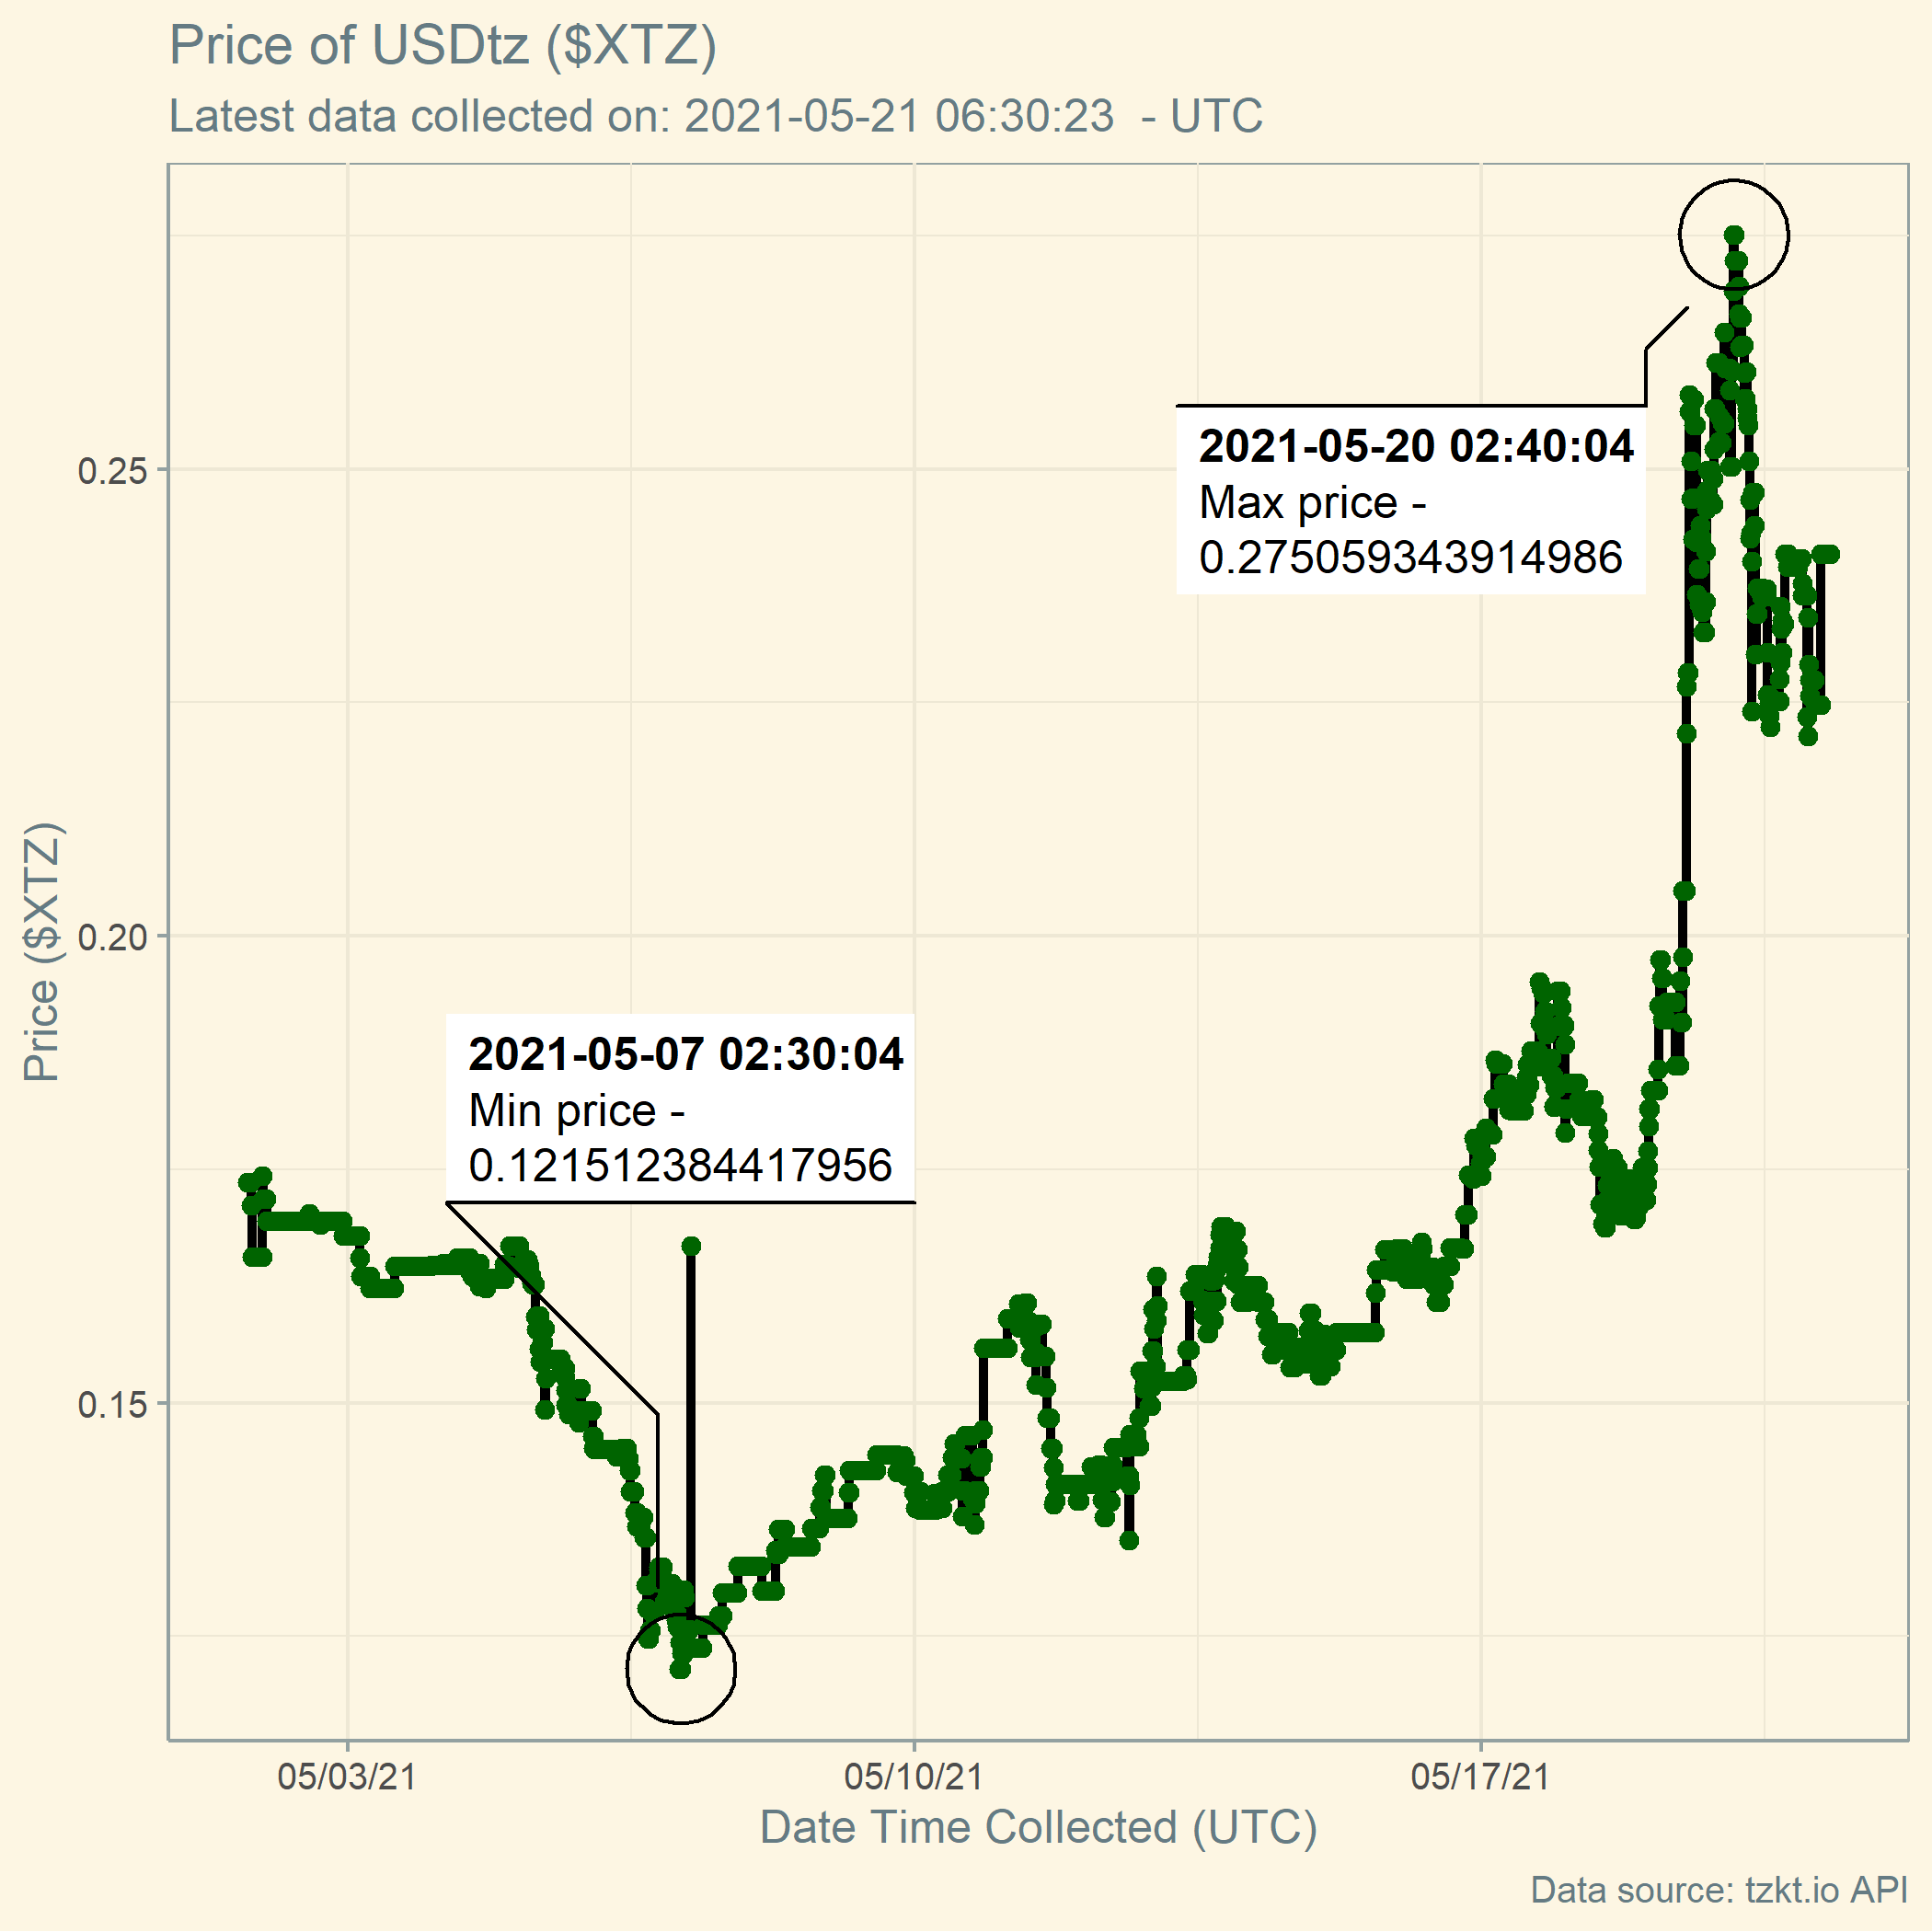 Price of USDtz ($XTZ)
Latest data collected on: 2021-05-21 06:30:23  - UTC
2021-05-20 02:40:04
Max price -
0.275059343914986
0.25
0.20
Price ($XTZ)
2021-05-07 02:30:04
Min price -
0.121512384417956
0.15
05/03/21
05/10/21
05/17/21
Date Time Collected (UTC)
Data source: tzkt.io API